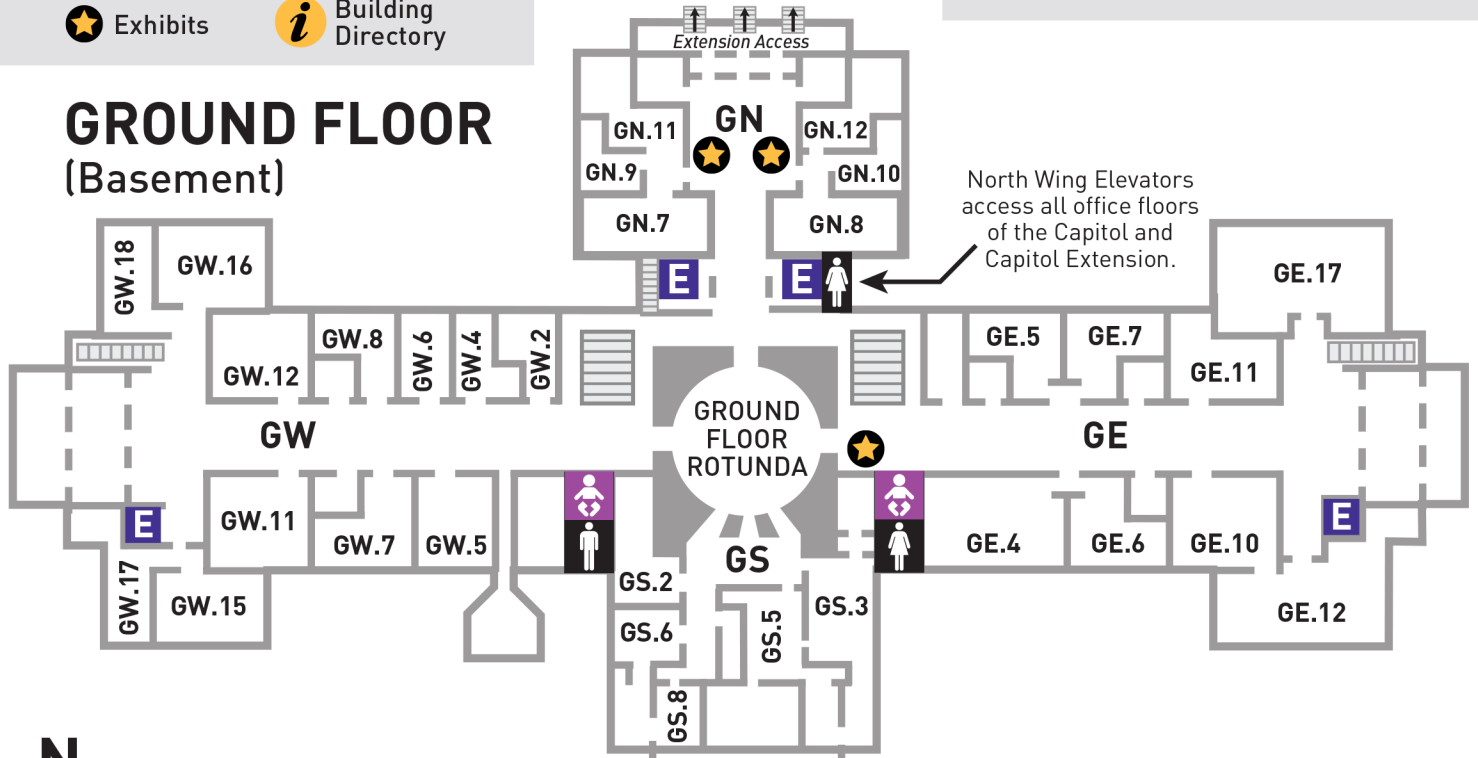 Exhibits
i
Building
Directory
Extension Access
GROUND FLOOR
(Basement)
GN
GN.11
GN.12
GN.9
GN.10
GN.7
GN.8
North Wing Elevators
access all office floors
of the Capitol and
Capitol Extension.
E
E
GW.18
GW.16
GE.17
GW.12
GW.8
GW.6
GW.4
GW.2
GE.5
GE.7
GE.11
GROUND
FLOOR
ROTUNDA
GW
GE
E
GW.11
GW.7
GW.5
GE.4
GE.6
GE.10
E
GS
GW.17
GW.15
GS.2
GS.3
GS.6
GS.5
GS.8
GE.12
N